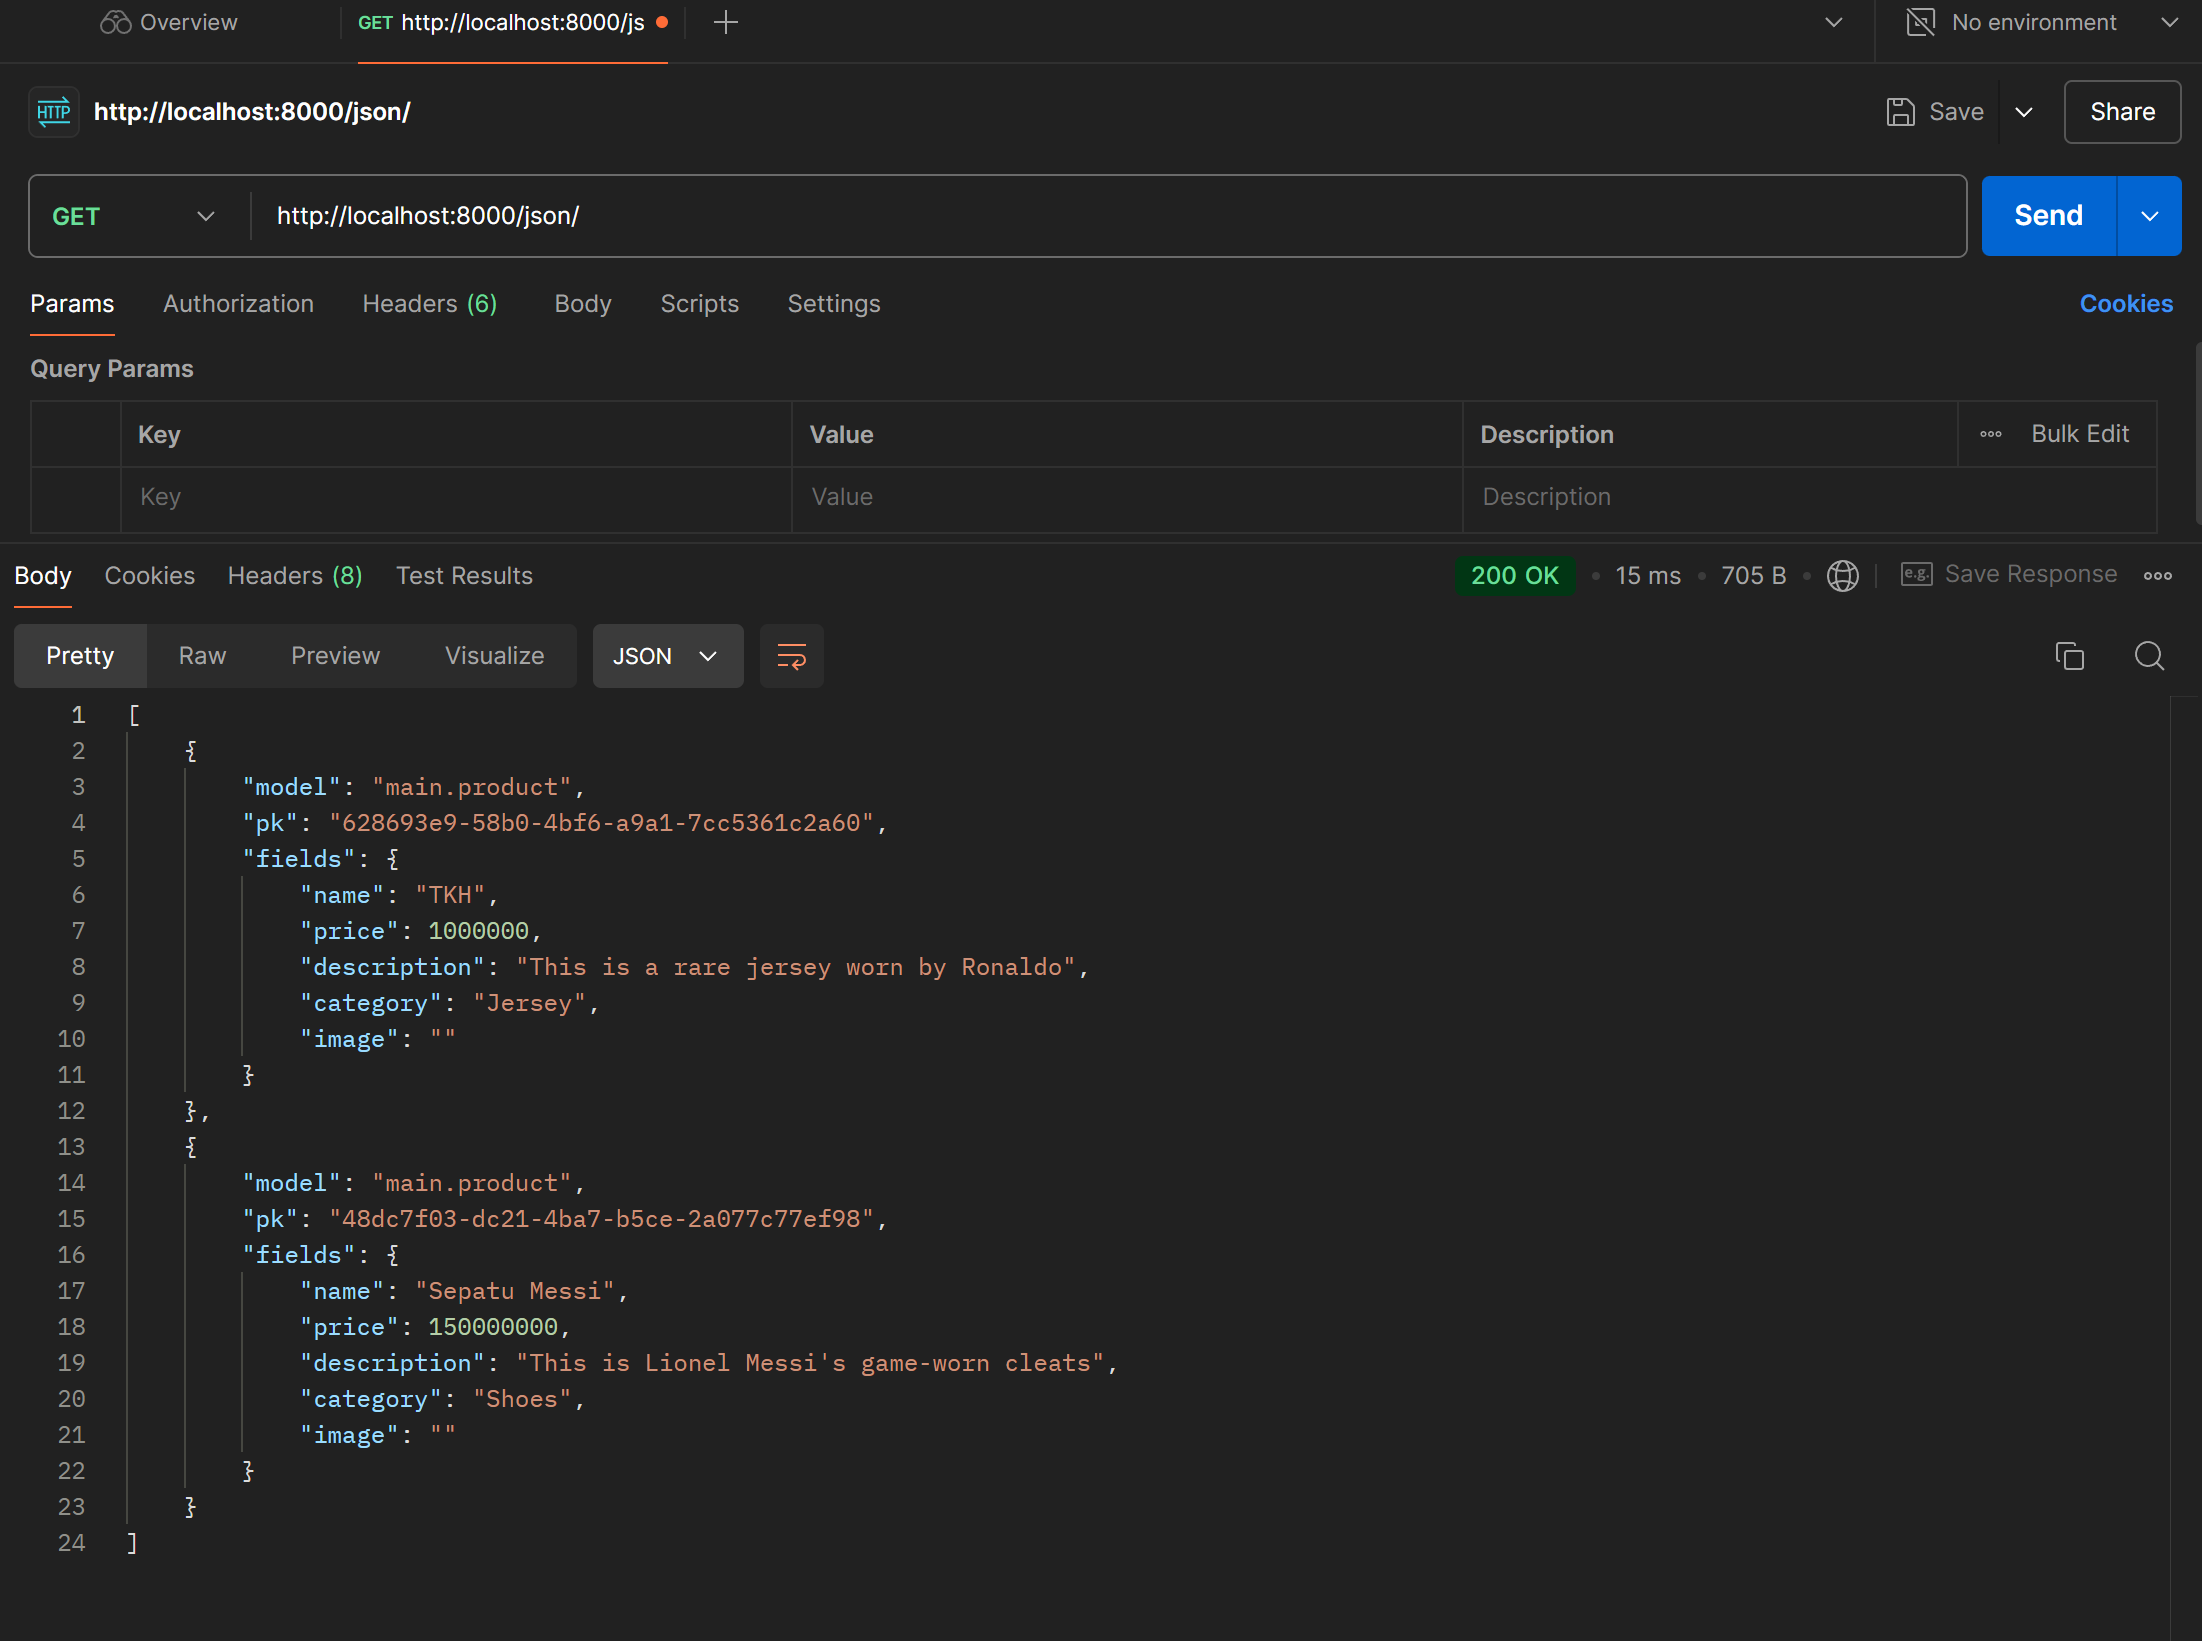 Overview
GET http://localhost:8000/js
No environment
HTTP http://localhost:8000/json/
Save
Share
GET http://localhost:8000/json/
Send
Params Authorization Headers (6) Body Scripts Settings Cookies
Query Params
Key Value Description Bulk Edit
Key Value Description
Body Cookies Headers (8) Test Results 200 OK 15 ms 705 B e.g. Save Response
Pretty Raw Preview Visualize JSON
1 [
2 {
3 "model": "main.product",
4 "pk": "628693e9-58b0-4bf6-a9a1-7cc5361c2a60",
5 "fields": {
6 "name": "TKH",
7 "price": 1000000,
8 "description": "This is a rare jersey worn by Ronaldo",
9 "category": "Jersey",
10 "image": ""
11 }
12 },
13 {
14 "model": "main.product",
15 "pk": "48dc7f03-dc21-4ba7-b5ce-2a077c77ef98",
16 "fields": {
17 "name": "Sepatu Messi",
18 "price": 150000000,
19 "description": "This is Lionel Messi's game-worn cleats",
20 "category": "Shoes",
21 "image": ""
22 }
23 }
24 ]